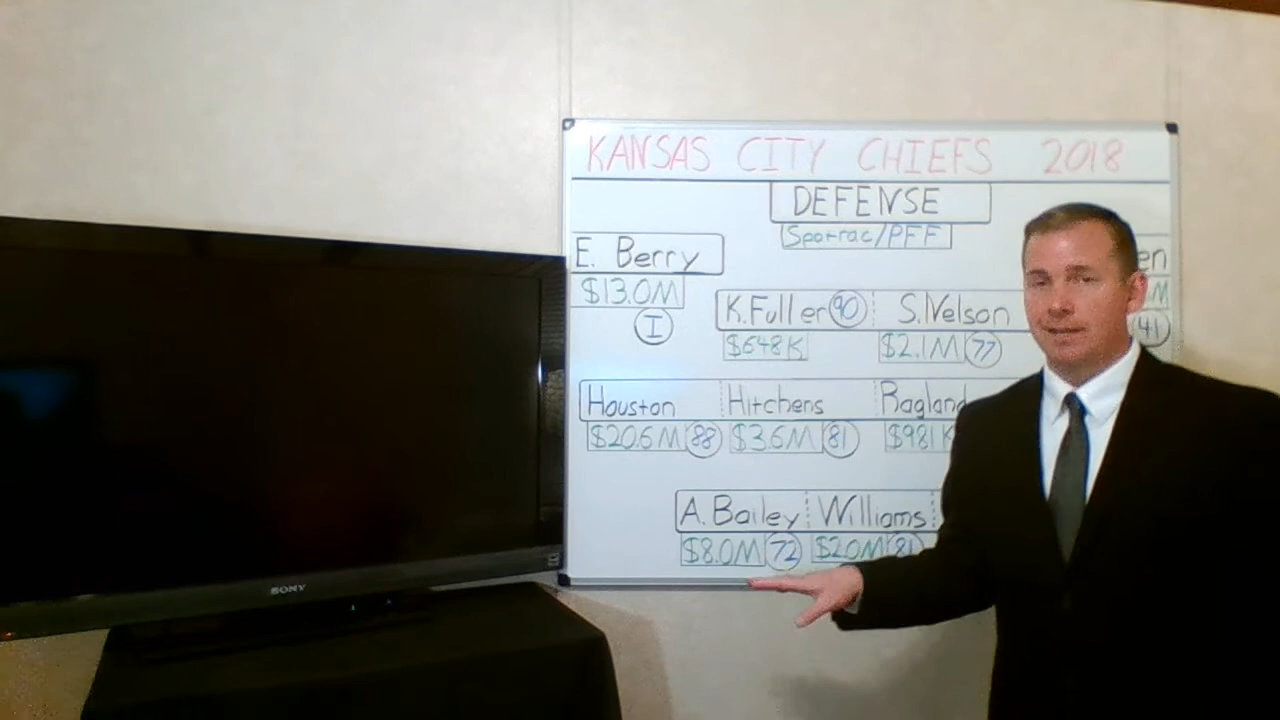 KANSAS CITY CHIEFS 2018
DEFENSE
Spotrac/PFF
E. Berry
en
$13.0M
M
I
K.Fuller 90 S.Nelson
41
$648K $2.1M 77
Houston Hitchens Ragland
$20.6M 88 $3.6M 81 $981K
A. Bailey Williams
$8.0M 72 $2.0M 81
SONY